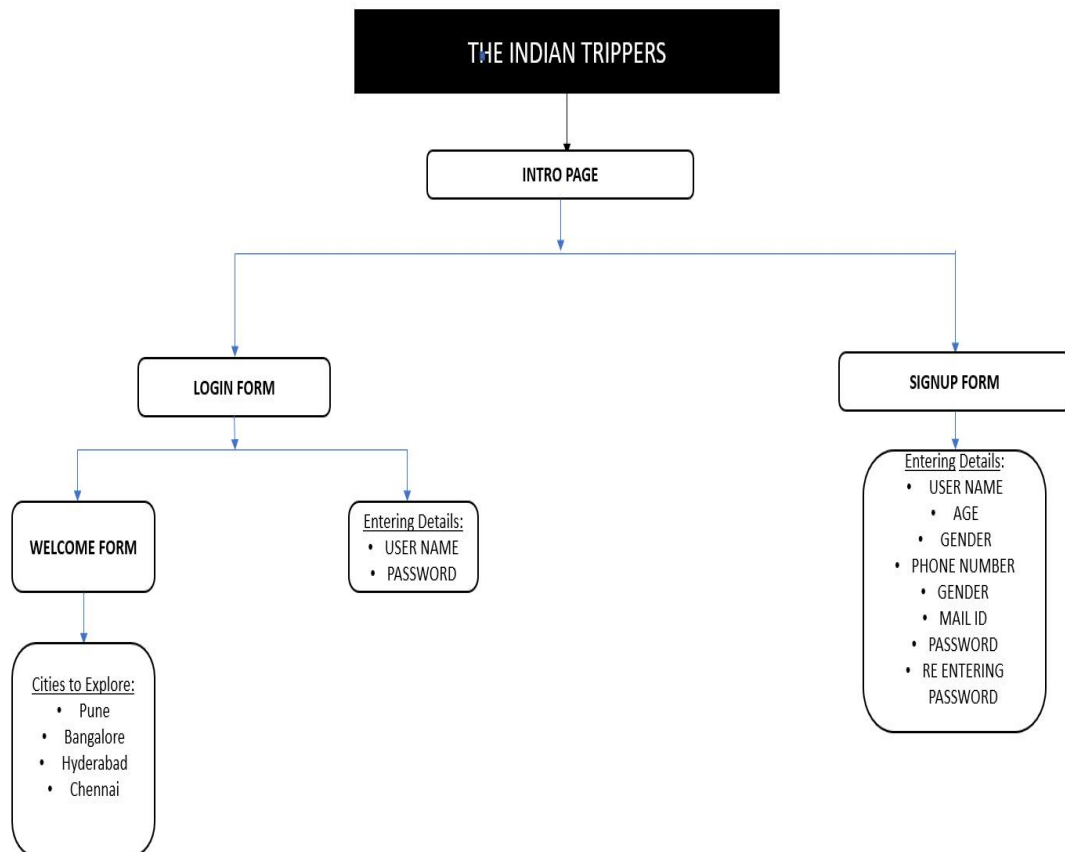 THE INDIAN TRIPPERS
INTRO PAGE
LOGIN FORM
SIGNUP FORM
WELCOME FORM
Entering Details:
• USER NAME
• PASSWORD
Entering Details:
• USER NAME
• AGE
• GENDER
• PHONE NUMBER
• GENDER
• MAIL ID
• PASSWORD
• RE ENTERING
PASSWORD
Cities to Explore:
• Pune
• Bangalore
• Hyderabad
• Chennai